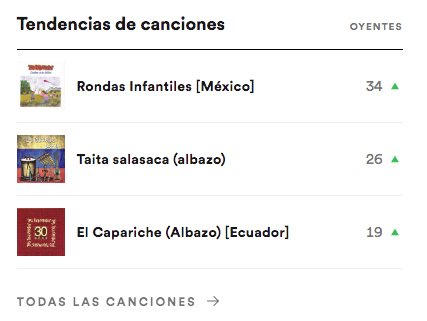 Tendencias de canciones
OYENTES
Rondas Infantiles [México]
34
Taita salasaca (albazo)
26
30
El Capariche (Albazo) [Ecuador]
19
TODAS LAS CANCIONES